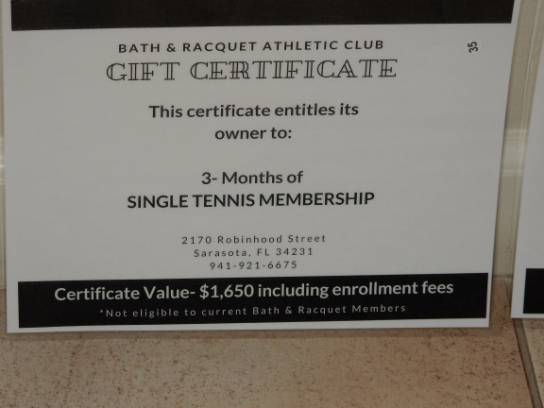 BATH & RACQUET ATHLETIC CLUB
35
GIFT CERTIFICATE
This certificate entitles its
owner to:
3- Months of
SINGLE TENNIS MEMBERSHIP
2170 Robinhood Street
Sarasota, FL 34231
941-921-6675
Certificate Value- $1,650 including enrollment fees
*Not eligible to current Bath & Racquet Members